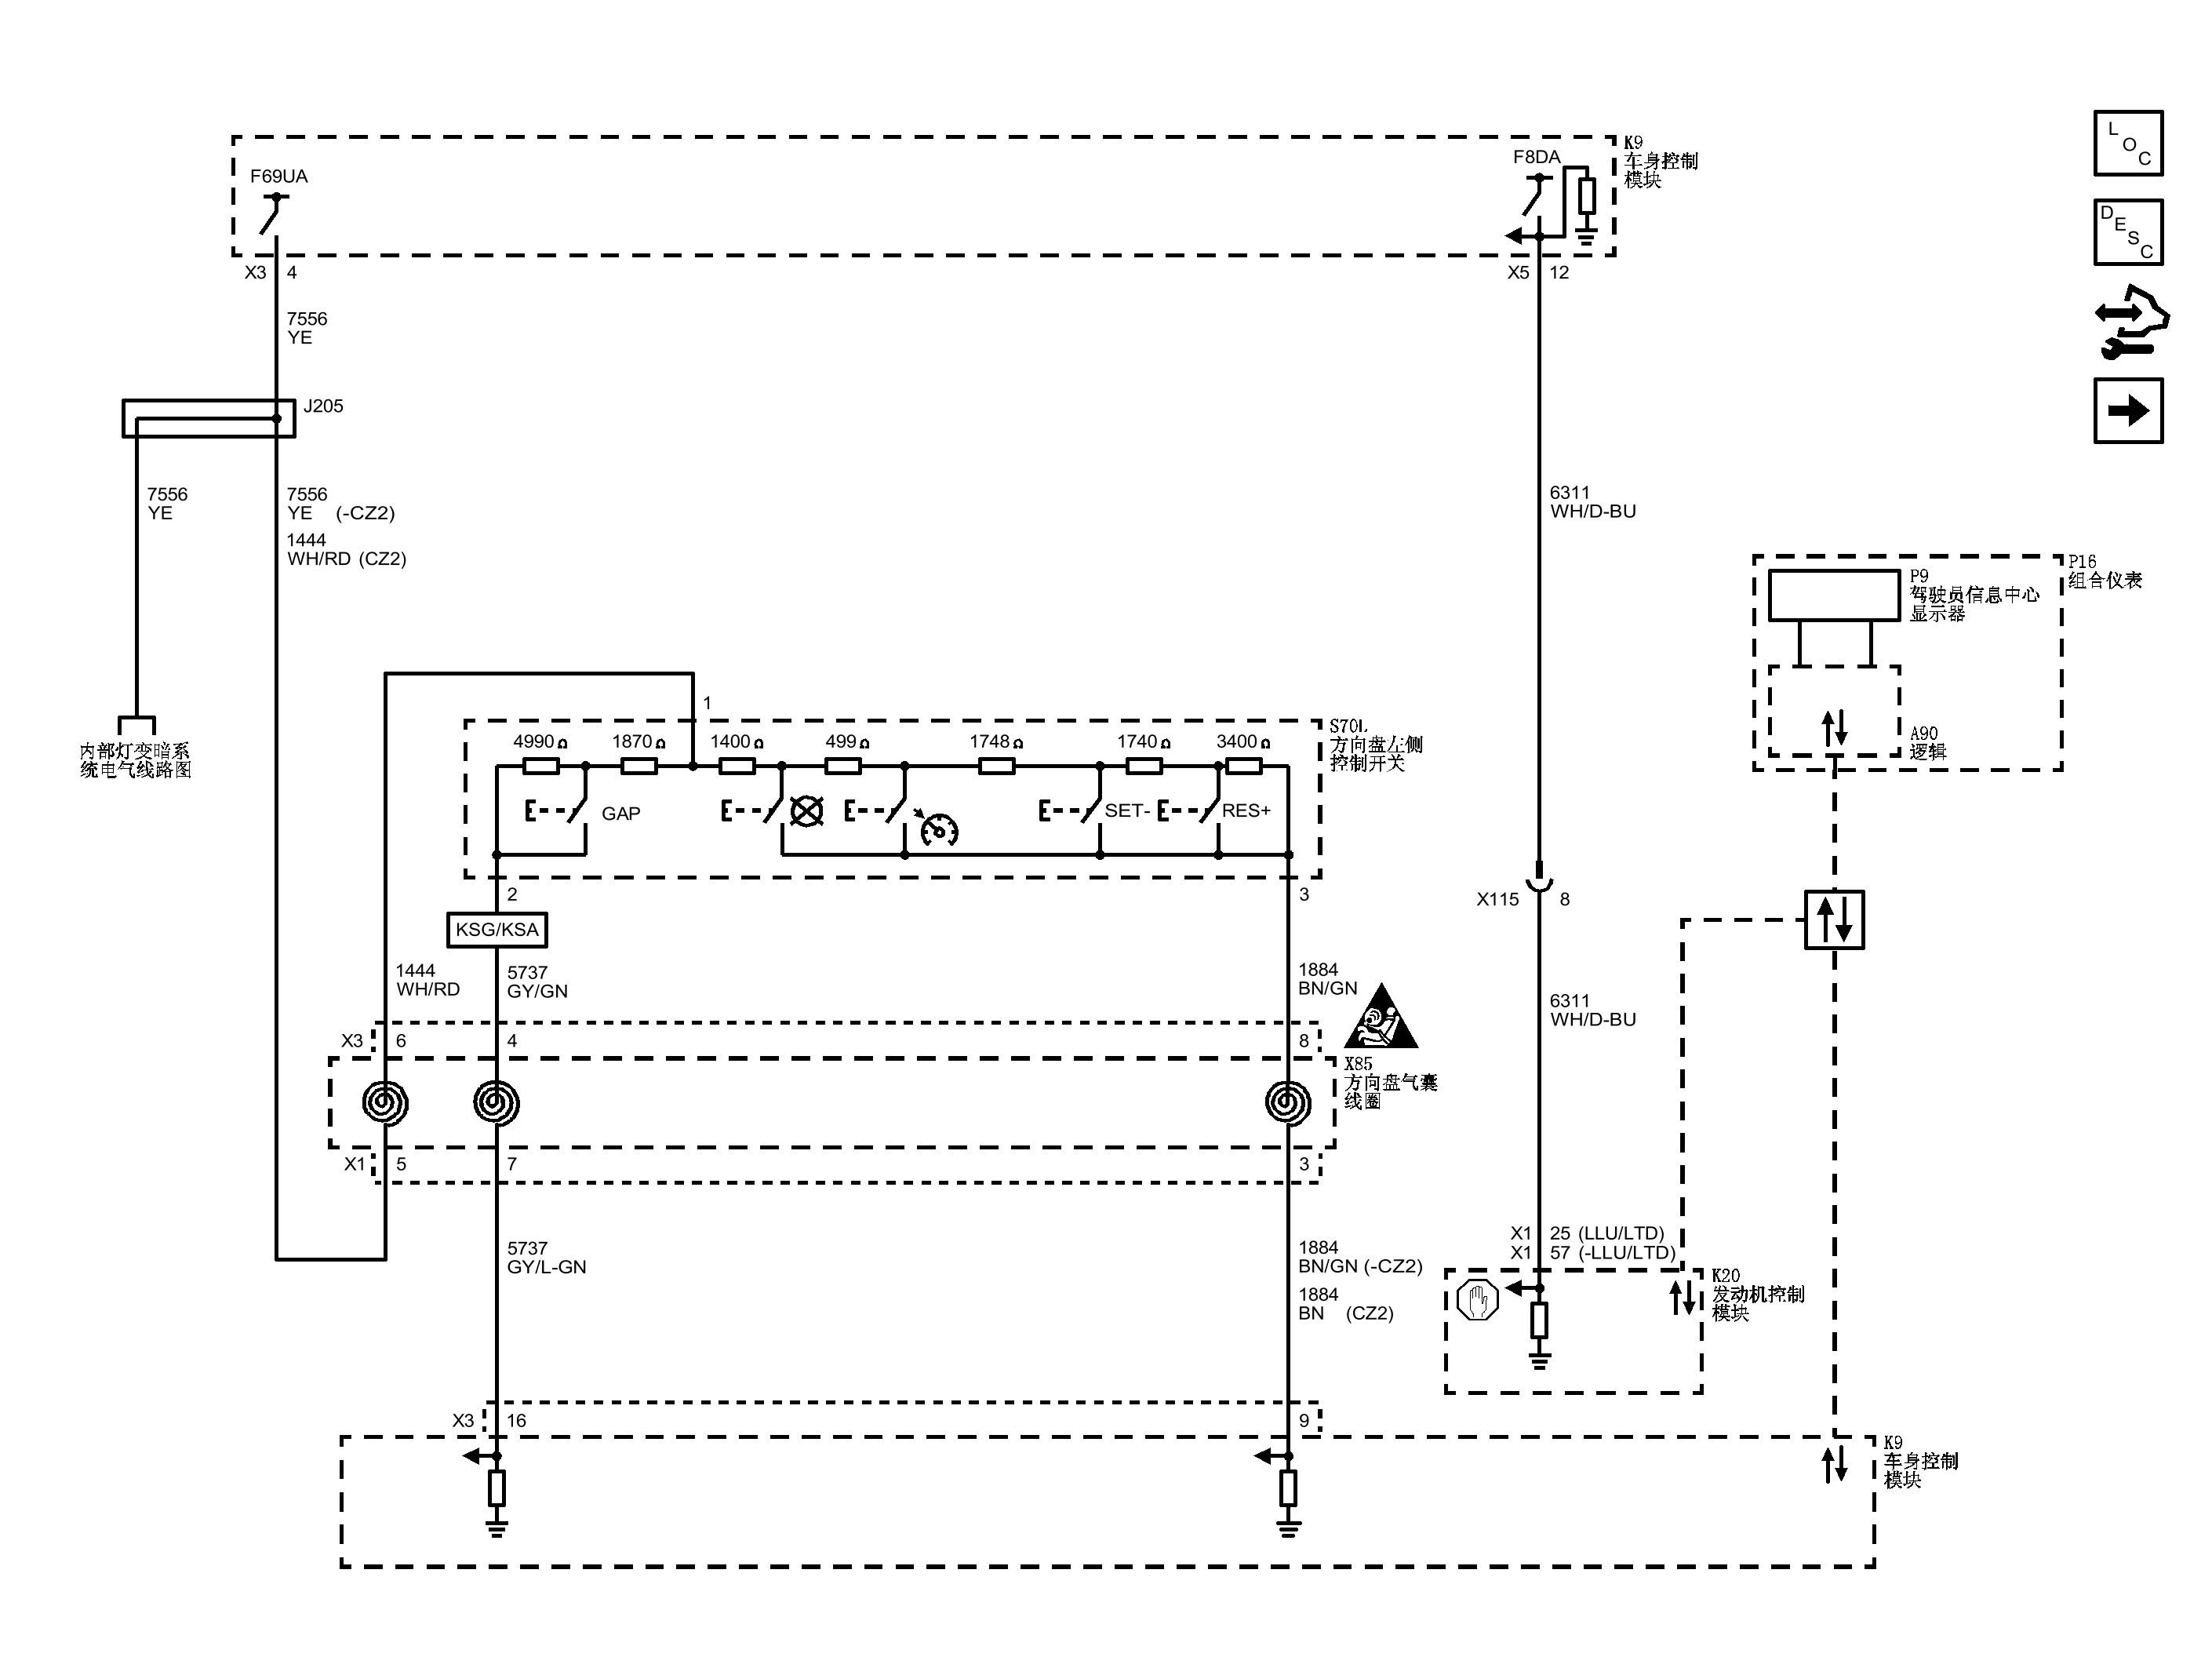 K9
车身控制
模块
F69UA
F8DA
X3 4
X5 12
L
O
C
D
E
S
C
7556
YE
J205
7556
YE
7556
YE (-CZ2)
1444
WH/RD (CZ2)
6311
WH/D-BU
P16
组合仪表
P9
驾驶员信息中心
显示器
A90
逻辑
内部灯变暗系
统电气线路图
1
S70L
方向盘左侧
控制开关
4990Ω 1870Ω 1400Ω 499Ω 1748Ω 1740Ω 3400Ω
GAP SET- RES+
2 3
KSG/KSA
X115 8
1444
WH/RD
5737
GY/GN
1884
BN/GN
6311
WH/D-BU
X3 6 4 8
X85
方向盘气囊
线圈
X1 5 7 3
5737
GY/L-GN
1884
BN/GN (-CZ2)
1884
BN (CZ2)
X1 25 (LLU/LTD)
X1 57 (-LLU/LTD)
K20
发动机控制
模块
X3 16 9
K9
车身控制
模块